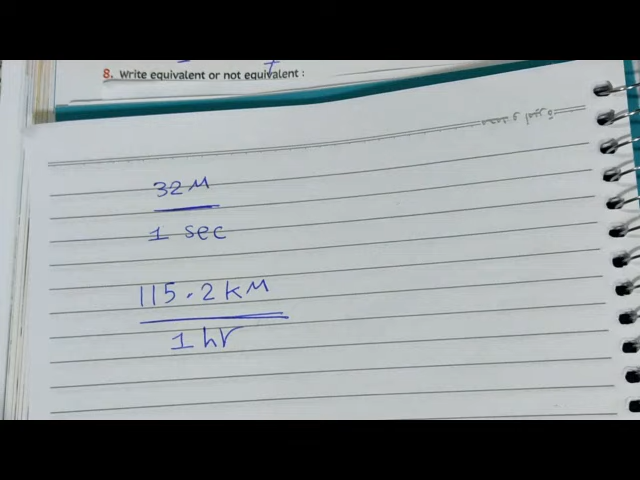 8. Write equivalent or not equivalent :
32 M
1 sec
115.2 KM
1 hr